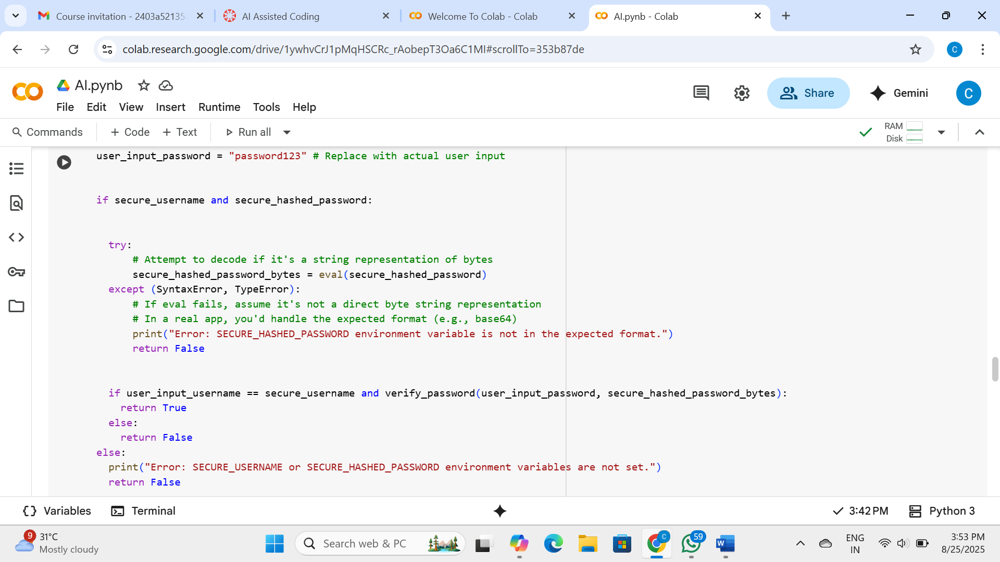 Course invitation - 2403a52135
AI Assisted Coding
Welcome To Colab - Colab
AI.pynb - Colab
colab.research.google.com/drive/1ywhvCrJ1pMqHSCRc_rAobepT3Oa6C1MI#scrollTo=353b87de
C
AI.pynb
Share
Gemini
C
File Edit View Insert Runtime Tools Help
Commands
+ Code + Text
Run all
RAM
Disk
user_input_password = "password123" # Replace with actual user input
if secure_username and secure_hashed_password:
try:
# Attempt to decode if it's a string representation of bytes
secure_hashed_password_bytes = eval(secure_hashed_password)
except (SyntaxError, TypeError):
# If eval fails, assume it's not a direct byte string representation
# In a real app, you'd handle the expected format (e.g., base64)
print("Error: SECURE_HASHED_PASSWORD environment variable is not in the expected format.")
return False
if user_input_username == secure_username and verify_password(user_input_password, secure_hashed_password_bytes):
return True
else:
return False
else:
print("Error: SECURE_USERNAME or SECURE_HASHED_PASSWORD environment variables are not set.")
return False
{} Variables
Terminal
3:42 PM
Python 3
9
31°C
Mostly cloudy
Search web & PC
C
59
W
ENG
IN
3:53 PM
8/25/2025